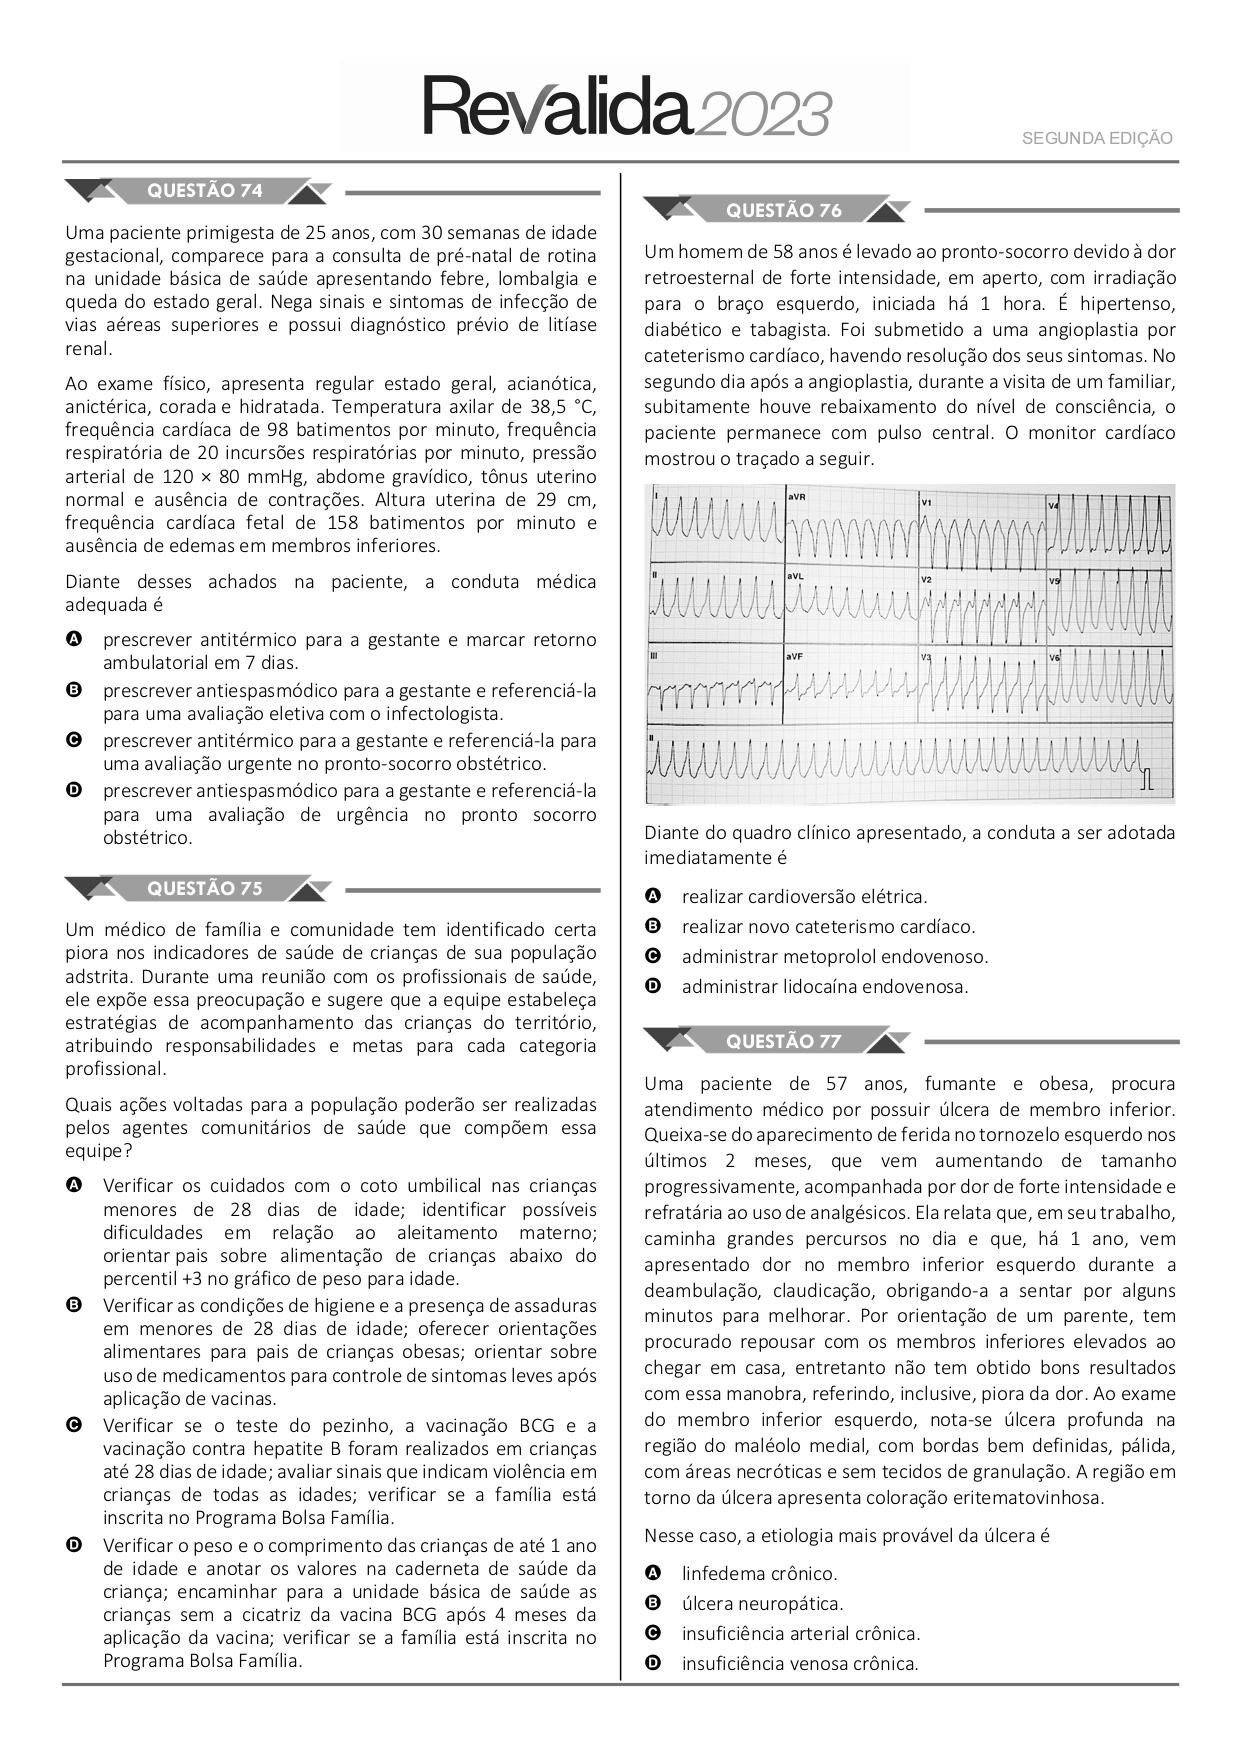 Revalida2023
SEGUNDA EDIÇÃO
QUESTÃO 74
Uma paciente primigesta de 25 anos, com 30 semanas de idade
gestacional, comparece para a consulta de pré-natal de rotina
na unidade básica de saúde apresentando febre, lombalgia e
queda do estado geral. Nega sinais e sintomas de infecção de
vias aéreas superiores e possui diagnóstico prévio de litíase
renal.
Ao exame físico, apresenta regular estado geral, acianótica,
anictérica, corada e hidratada. Temperatura axilar de 38,5 °C,
frequência cardíaca de 98 batimentos por minuto, frequência
respiratória de 20 incursões respiratórias por minuto, pressão
arterial de 120 × 80 mmHg, abdome gravídico, tônus uterino
normal e ausência de contrações. Altura uterina de 29 cm,
frequência cardíaca fetal de 158 batimentos por minuto e
ausência de edemas em membros inferiores.
Diante desses achados na paciente, a conduta médica
adequada é
A prescrever antitérmico para a gestante e marcar retorno
ambulatorial em 7 dias.
B prescrever antiespasmódico para a gestante e referenciá-la
para uma avaliação eletiva com o infectologista.
C prescrever antitérmico para a gestante e referenciá-la para
uma avaliação urgente no pronto-socorro obstétrico.
D prescrever antiespasmódico para a gestante e referenciá-la
para uma avaliação de urgência no pronto socorro
obstétrico.
QUESTÃO 75
Um médico de família e comunidade tem identificado certa
piora nos indicadores de saúde de crianças de sua população
adstrita. Durante uma reunião com os profissionais de saúde,
ele expõe essa preocupação e sugere que a equipe estabeleça
estratégias de acompanhamento das crianças do território,
atribuindo responsabilidades e metas para cada categoria
profissional.
Quais ações voltadas para a população poderão ser realizadas
pelos agentes comunitários de saúde que compõem essa
equipe?
A Verificar os cuidados com o coto umbilical nas crianças
menores de 28 dias de idade; identificar possíveis
dificuldades em relação ao aleitamento materno;
orientar pais sobre alimentação de crianças abaixo do
percentil +3 no gráfico de peso para idade.
B Verificar as condições de higiene e a presença de assaduras
em menores de 28 dias de idade; oferecer orientações
alimentares para pais de crianças obesas; orientar sobre
uso de medicamentos para controle de sintomas leves após
aplicação de vacinas.
C Verificar se o teste do pezinho, a vacinação BCG e a
vacinação contra hepatite B foram realizados em crianças
até 28 dias de idade; avaliar sinais que indicam violência em
crianças de todas as idades; verificar se a família está
inscrita no Programa Bolsa Família.
D Verificar o peso e o comprimento das crianças de até 1 ano
de idade e anotar os valores na caderneta de saúde da
criança; encaminhar para a unidade básica de saúde as
crianças sem a cicatriz da vacina BCG após 4 meses da
aplicação da vacina; verificar se a família está inscrita no
Programa Bolsa Família.
QUESTÃO 76
Um homem de 58 anos é levado ao pronto-socorro devido à dor
retroesternal de forte intensidade, em aperto, com irradiação
para o braço esquerdo, iniciada há 1 hora. É hipertenso,
diabético e tabagista. Foi submetido a uma angioplastia por
cateterismo cardíaco, havendo resolução dos seus sintomas. No
segundo dia após a angioplastia, durante a visita de um familiar,
subitamente houve rebaixamento do nível de consciência, o
paciente permanece com pulso central. O monitor cardíaco
mostrou o traçado a seguir.
I aVR V1 V4
II aVL V2 V5
III aVF V3 V6
II
Diante do quadro clínico apresentado, a conduta a ser adotada
imediatamente é
A realizar cardioversão elétrica.
B realizar novo cateterismo cardíaco.
C administrar metoprolol endovenoso.
D administrar lidocaína endovenosa.
QUESTÃO 77
Uma paciente de 57 anos, fumante e obesa, procura
atendimento médico por possuir úlcera de membro inferior.
Queixa-se do aparecimento de ferida no tornozelo esquerdo nos
últimos 2 meses, que vem aumentando de tamanho
progressivamente, acompanhada por dor de forte intensidade e
refratária ao uso de analgésicos. Ela relata que, em seu trabalho,
caminha grandes percursos no dia e que, há 1 ano, vem
apresentado dor no membro inferior esquerdo durante a
deambulação, claudicação, obrigando-a a sentar por alguns
minutos para melhorar. Por orientação de um parente, tem
procurado repousar com os membros inferiores elevados ao
chegar em casa, entretanto não tem obtido bons resultados
com essa manobra, referindo, inclusive, piora da dor. Ao exame
do membro inferior esquerdo, nota-se úlcera profunda na
região do maléolo medial, com bordas bem definidas, pálida,
com áreas necróticas e sem tecidos de granulação. A região em
torno da úlcera apresenta coloração eritematovinhosa.
Nesse caso, a etiologia mais provável da úlcera é
A linfedema crônico.
B úlcera neuropática.
C insuficiência arterial crônica.
D insuficiência venosa crônica.